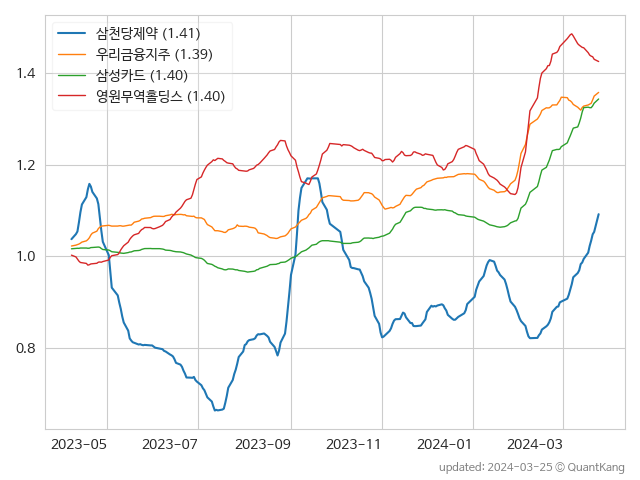 삼천당제약 (1.41)
우리금융지주 (1.39)
삼성카드 (1.40)
영원무역홀딩스 (1.40)
1.4
1.2
1.0
0.8
2023-05 2023-07 2023-09 2023-11 2024-01 2024-03
updated: 2024-03-25 © QuantKang